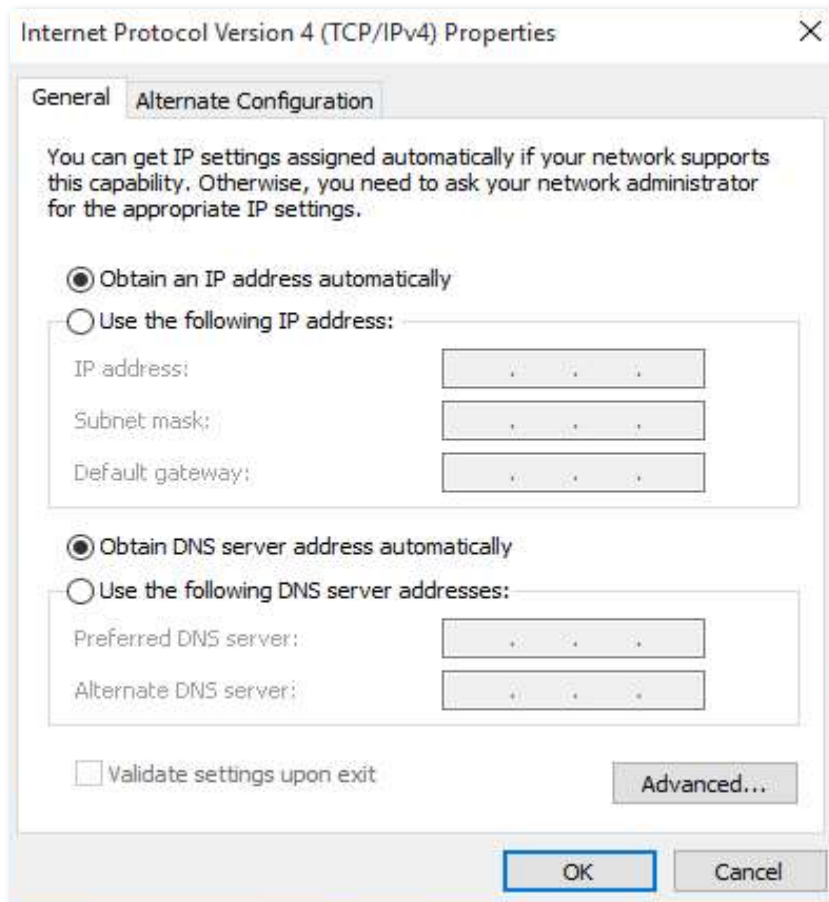 Internet Protocol Version 4 (TCP/IPv4) Properties
General
Alternate Configuration
You can get IP settings assigned automatically if your network supports
this capability. Otherwise, you need to ask your network administrator
for the appropriate IP settings.
Obtain an IP address automatically
Use the following IP address:
IP address:
Subnet mask:
Default gateway:
Obtain DNS server address automatically
Use the following DNS server addresses:
Preferred DNS server:
Alternate DNS server:
Validate settings upon exit
Advanced...
OK
Cancel